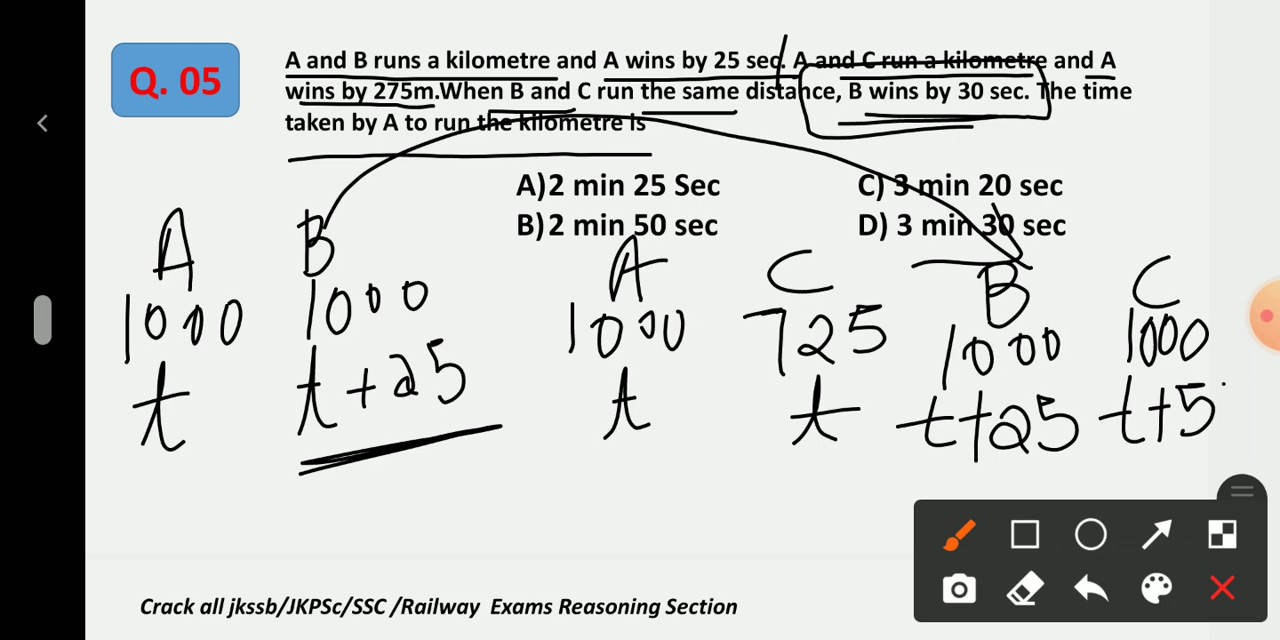 Q. 05
A and B runs a kilometre and A wins by 25 sec. A and C run a kilometre and A
wins by 275m.When B and C run the same distance, B wins by 30 sec. The time
taken by A to run the kilometre is
A)2 min 25 Sec
C) 3 min 20 sec
B)2 min 50 sec
D) 3 min 30 sec
A B A C B C
1000 1000 1000 725 1000 1000
t t+25 t t t+25 t+5
Crack all jkssb/JKPSc/SSC /Railway Exams Reasoning Section